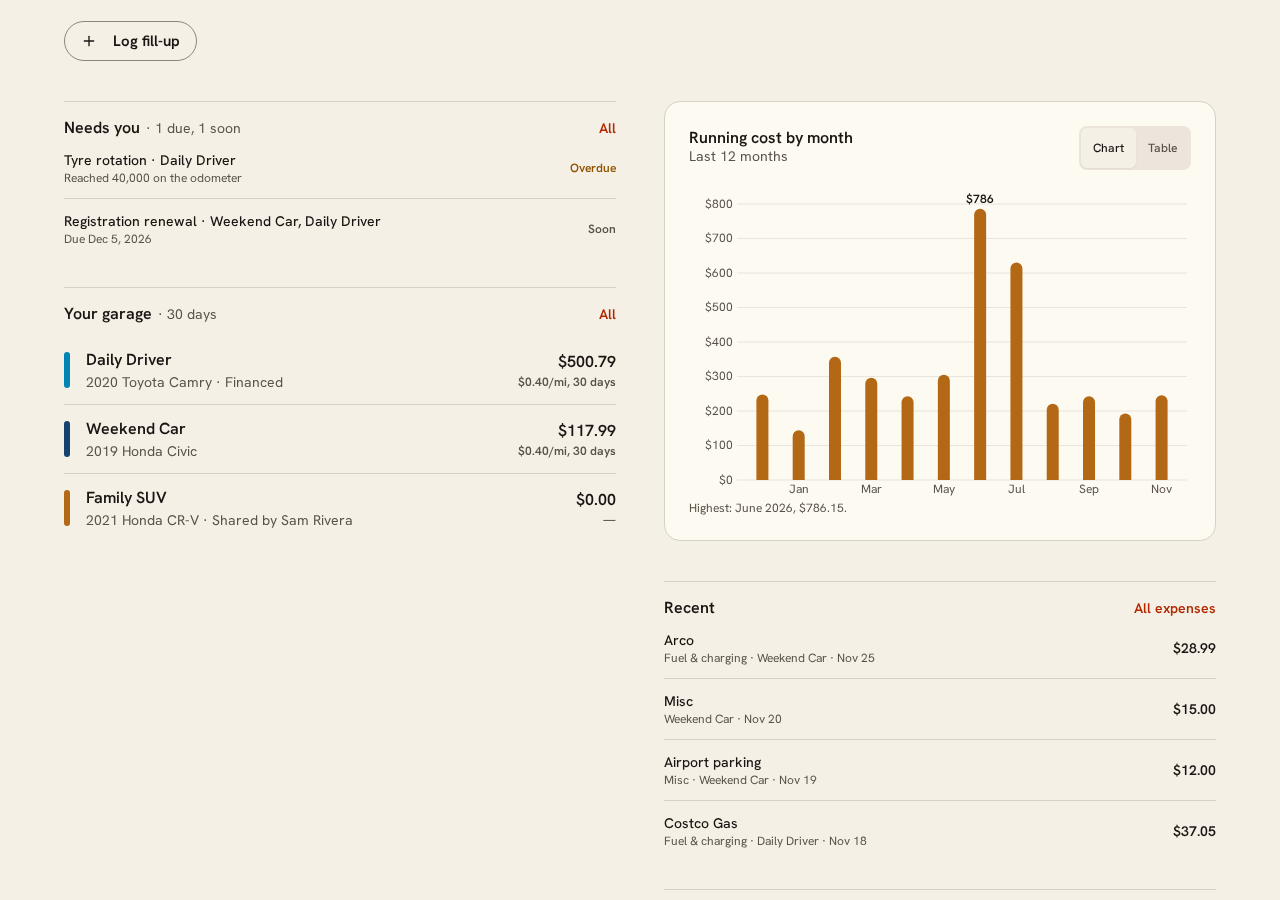 Log fill-up
Needs you · 1 due, 1 soon
All
Tyre rotation · Daily Driver
Reached 40,000 on the odometer
Overdue
Registration renewal · Weekend Car, Daily Driver
Due Dec 5, 2026
Soon
Your garage · 30 days
All
Daily Driver
$500.79
2020 Toyota Camry · Financed
$0.40/mi, 30 days
Weekend Car
$117.99
2019 Honda Civic
$0.40/mi, 30 days
Family SUV
$0.00
2021 Honda CR-V · Shared by Sam Rivera
—
Running cost by month
Last 12 months
Chart
Table
$786
$800
$700
$600
$500
$400
$300
$200
$100
$0
Jan Mar May Jul Sep Nov
Highest: June 2026, $786.15.
Recent
All expenses
Arco
Fuel & charging · Weekend Car · Nov 25
$28.99
Misc
Weekend Car · Nov 20
$15.00
Airport parking
Misc · Weekend Car · Nov 19
$12.00
Costco Gas
Fuel & charging · Daily Driver · Nov 18
$37.05